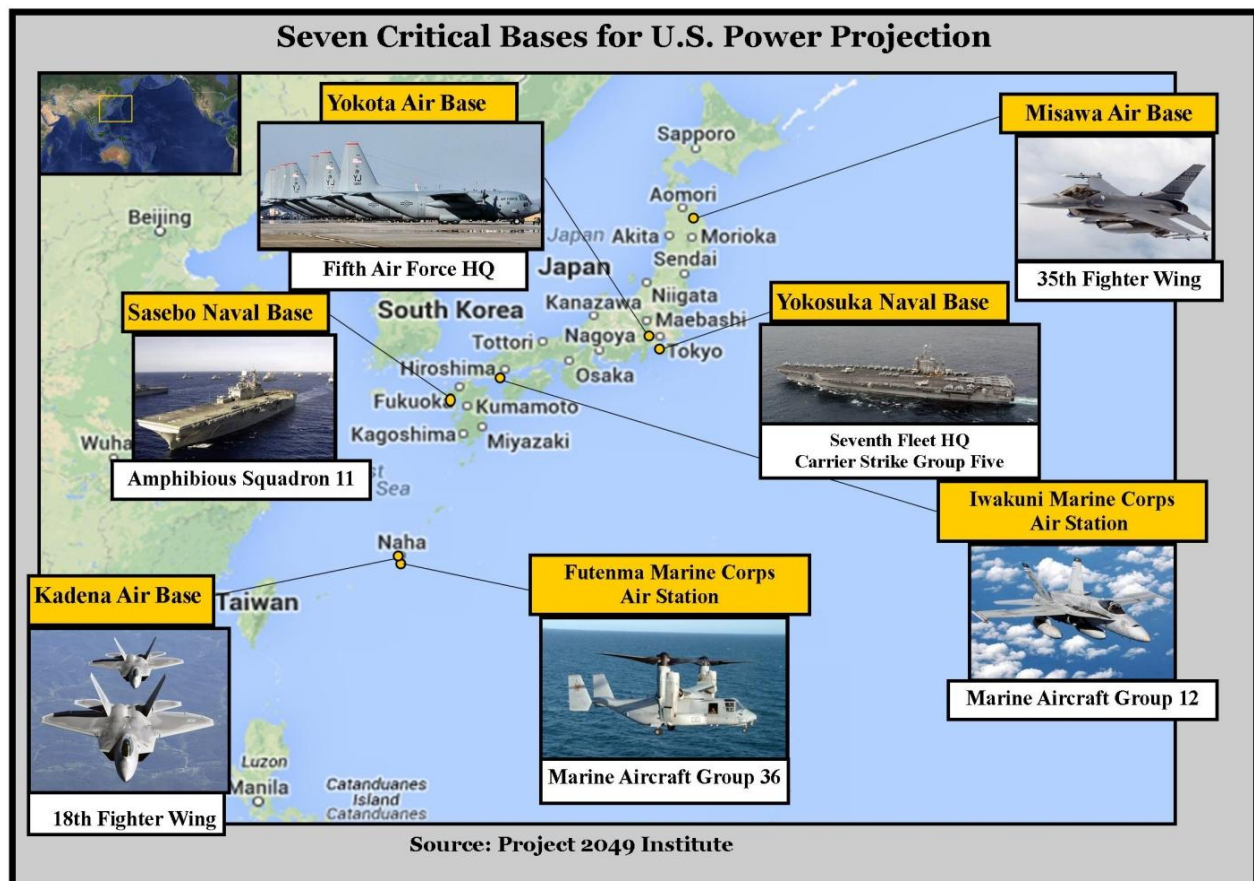 Seven Critical Bases for U.S. Power Projection
Yokota Air Base
Fifth Air Force HQ
Misawa Air Base
35th Fighter Wing
Sapporo
Aomori
Japan
Akita
Morioka
Sendai
Beijing
Japan
Niigata
Kanazawa
Maebashi
South Korea
Sasebo Naval Base
Amphibious Squadron 11
Yokosuka Naval Base
Seventh Fleet HQ
Carrier Strike Group Five
Nagoya
Tokyo
Tottori
Hiroshima
Osaka
Fukuoka
Kumamoto
Kagoshima
Miyazaki
Wuha
st
Sea
Iwakuni Marine Corps
Air Station
Marine Aircraft Group 12
Naha
Futenma Marine Corps
Air Station
Marine Aircraft Group 36
Kadena Air Base
18th Fighter Wing
Taiwan
YJ
YJ
Luzon
Manila
Catanduanes
Island
Catanduanes
Source: Project 2049 Institute